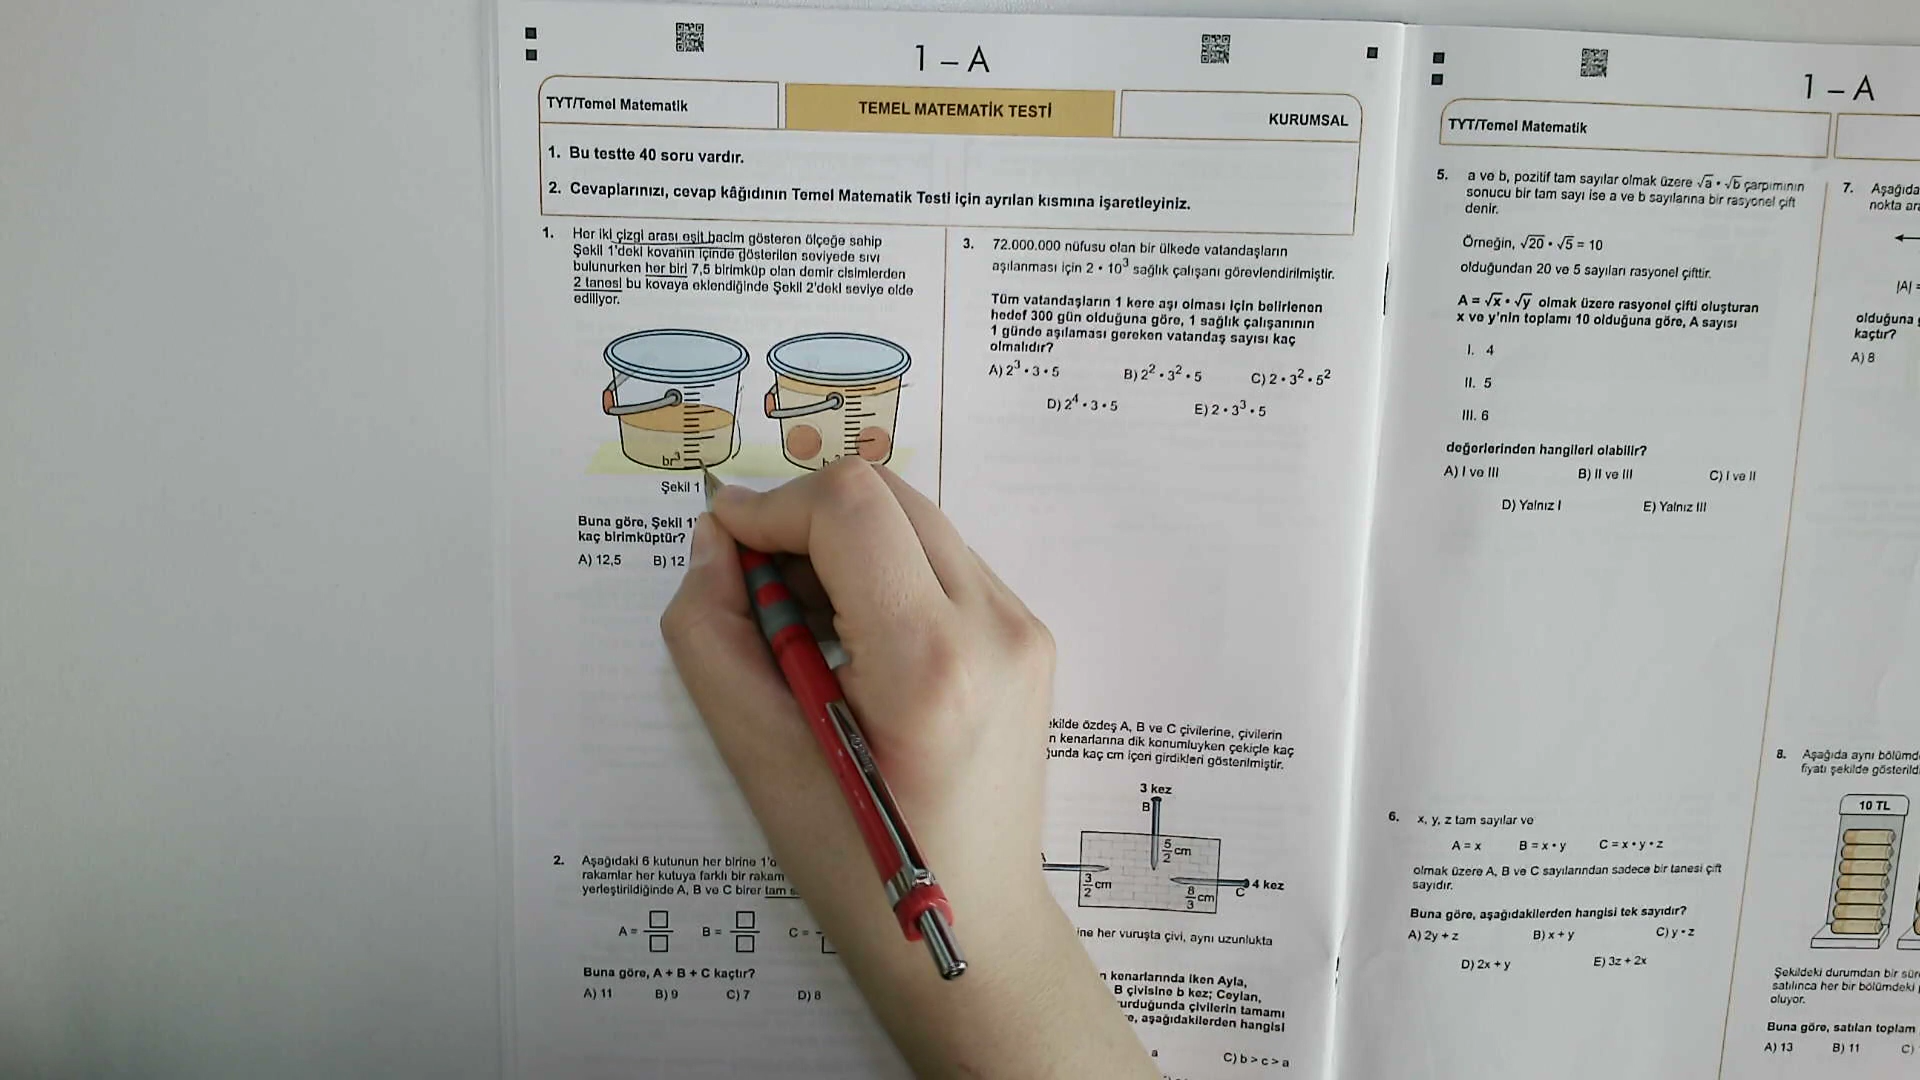 1 – A
TYT/Temel Matematik
TEMEL MATEMATİK TESTİ
KURUMSAL
1. Bu testte 40 soru vardır.
2. Cevaplarınızı, cevap kâğıdının Temel Matematik Testi için ayrılan kısmına işaretleyiniz.
1. Her iki çizgi arası eşit hacim gösteren ölçeğe sahip
Şekil 1'deki kovanın içinde gösterilen seviyede sıvı
bulunurken her biri 7,5 birimküp olan demir cisimlerden
2 tanesi bu kovaya eklendiğinde Şekil 2'deki seviye elde
ediliyor.
br³
Şekil 1
Buna göre, Şekil 1'
kaç birimküptür?
A) 12,5 B) 12
2. Aşağıdaki 6 kutunun her birine 1'd
rakamlar her kutuya farklı bir rakam
yerleştirildiğinde A, B ve C birer tam s
A = □/□ B = □/□ C =
Buna göre, A + B + C kaçtır?
A) 11 B) 9 C) 7 D) 8
3. 72.000.000 nüfusu olan bir ülkede vatandaşların
aşılanması için 2 • 10³ sağlık çalışanı görevlendirilmiştir.
Tüm vatandaşların 1 kere aşı olması için belirlenen
hedef 300 gün olduğuna göre, 1 sağlık çalışanının
1 günde aşılaması gereken vatandaş sayısı kaç
olmalıdır?
A) 2³ • 3 • 5 B) 2² • 3² • 5 C) 2 • 3² • 5²
D) 2⁴ • 3 • 5 E) 2 • 3³ • 5
ekilde özdeş A, B ve C çivilerine, çivilerin
n kenarlarına dik konumluyken çekiçle kaç
ğunda kaç cm içeri girdikleri gösterilmiştir.
3 kez
B
5/2 cm
3/2 cm
8/3 cm
C 4 kez
ine her vuruşta çivi, aynı uzunlukta
n kenarlarında iken Ayla,
B çivisine b kez; Ceylan,
urduğunda çivilerin tamamı
e, aşağıdakilerden hangisi
a C) b > c > a
1 – A
TYT/Temel Matematik
5. a ve b, pozitif tam sayılar olmak üzere √a • √b çarpımının
sonucu bir tam sayı ise a ve b sayılarına bir rasyonel çift
denir.
Örneğin, √20 • √5 = 10
olduğundan 20 ve 5 sayıları rasyonel çifttir.
A = √x • √y olmak üzere rasyonel çifti oluşturan
x ve y'nin toplamı 10 olduğuna göre, A sayısı
I. 4
II. 5
III. 6
değerlerinden hangileri olabilir?
A) I ve III B) II ve III C) I ve II
D) Yalnız I E) Yalnız III
6. x, y, z tam sayılar ve
A = x B = x • y C = x • y • z
olmak üzere A, B ve C sayılarından sadece bir tanesi çift
sayıdır.
Buna göre, aşağıdakilerden hangisi tek sayıdır?
A) 2y + z B) x + y C) y • z
D) 2x + y E) 3z + 2x
7. Aşağıda
nokta ara
|A| =
olduğuna
kaçtır?
A) 8
8. Aşağıda aynı bölümd
fiyatı şekilde gösterild
10 TL
Şekildeki durumdan bir sür
satılınca her bir bölümdeki
oluyor.
Buna göre, satılan toplam
A) 13 B) 11 C)